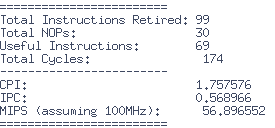 ========================
Total Instructions Retired: 99
Total NOPs: 30
Useful Instructions: 69
Total Cycles: 174
------------------------
CPI: 1.757576
IPC: 0.568966
MIPS (assuming 100MHz): 56.896552
========================